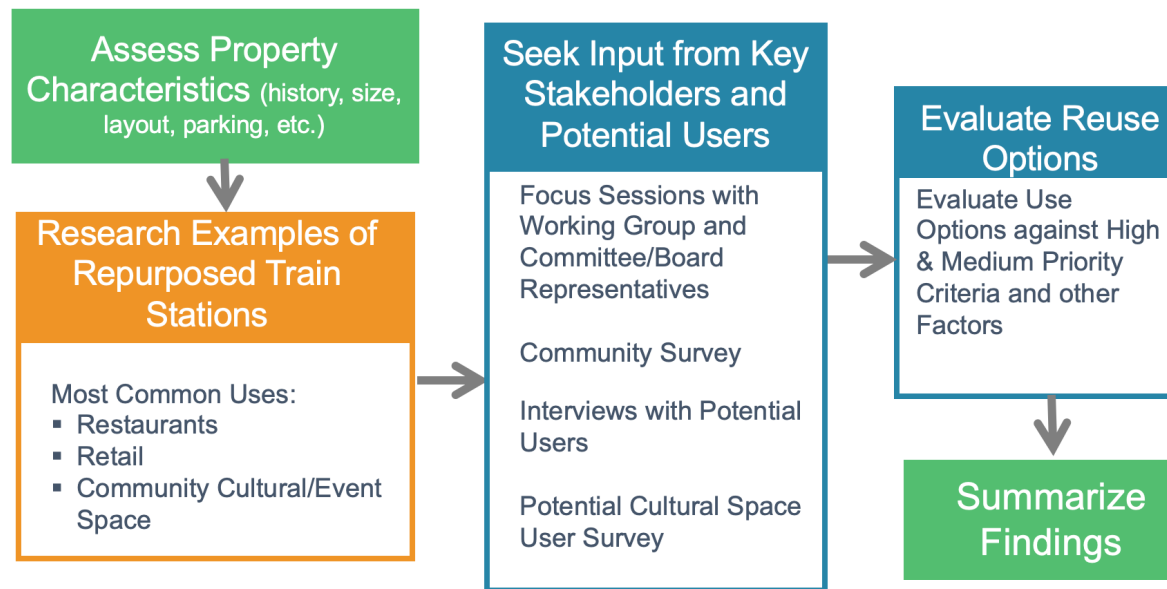 Assess Property
Characteristics (history, size,
layout, parking, etc.)
Research Examples of
Repurposed Train
Stations
Most Common Uses:
▪ Restaurants
▪ Retail
▪ Community Cultural/Event
Space
Seek Input from Key
Stakeholders and
Potential Users
Focus Sessions with
Working Group and
Committee/Board
Representatives
Community Survey
Interviews with Potential
Users
Potential Cultural Space
User Survey
Evaluate Reuse
Options
Evaluate Use
Options against High
& Medium Priority
Criteria and other
Factors
Summarize
Findings